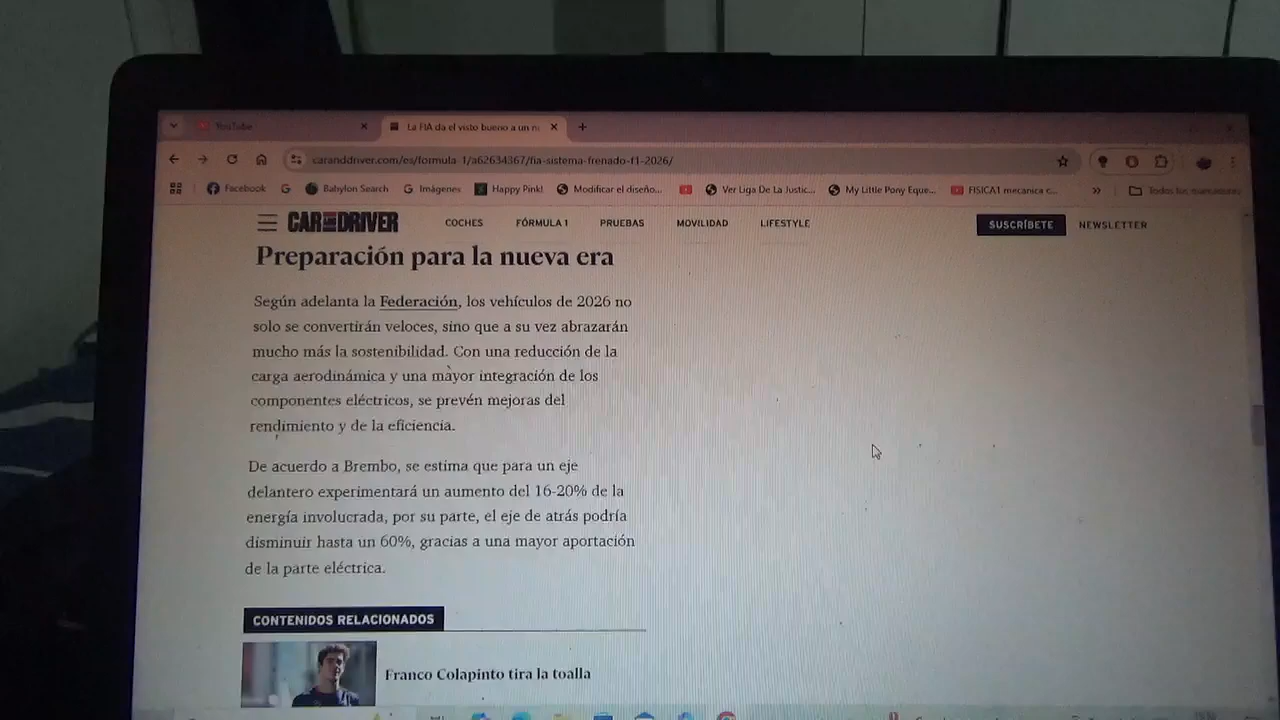 YouTube
La FIA da el visto bueno a un n
caranddriver.com/es/formula-1/a62634367/fia-sistema-frenado-f1-2026/
Facebook
Babylon Search
Imágenes
Happy Pink!
Modificar el diseño...
Ver Liga De La Justic...
My Little Pony Eque...
FISICA1 mecanica c...
Todos los marcadores
CAR AND DRIVER
COCHES
FÓRMULA 1
PRUEBAS
MOVILIDAD
LIFESTYLE
SUSCRÍBETE
NEWSLETTER
Preparación para la nueva era
Según adelanta la Federación, los vehículos de 2026 no
solo se convertirán veloces, sino que a su vez abrazarán
mucho más la sostenibilidad. Con una reducción de la
carga aerodinámica y una mayor integración de los
componentes eléctricos, se prevén mejoras del
rendimiento y de la eficiencia.
De acuerdo a Brembo, se estima que para un eje
delantero experimentará un aumento del 16-20% de la
energía involucrada, por su parte, el eje de atrás podría
disminuir hasta un 60%, gracias a una mayor aportación
de la parte eléctrica.
CONTENIDOS RELACIONADOS
Franco Colapinto tira la toalla